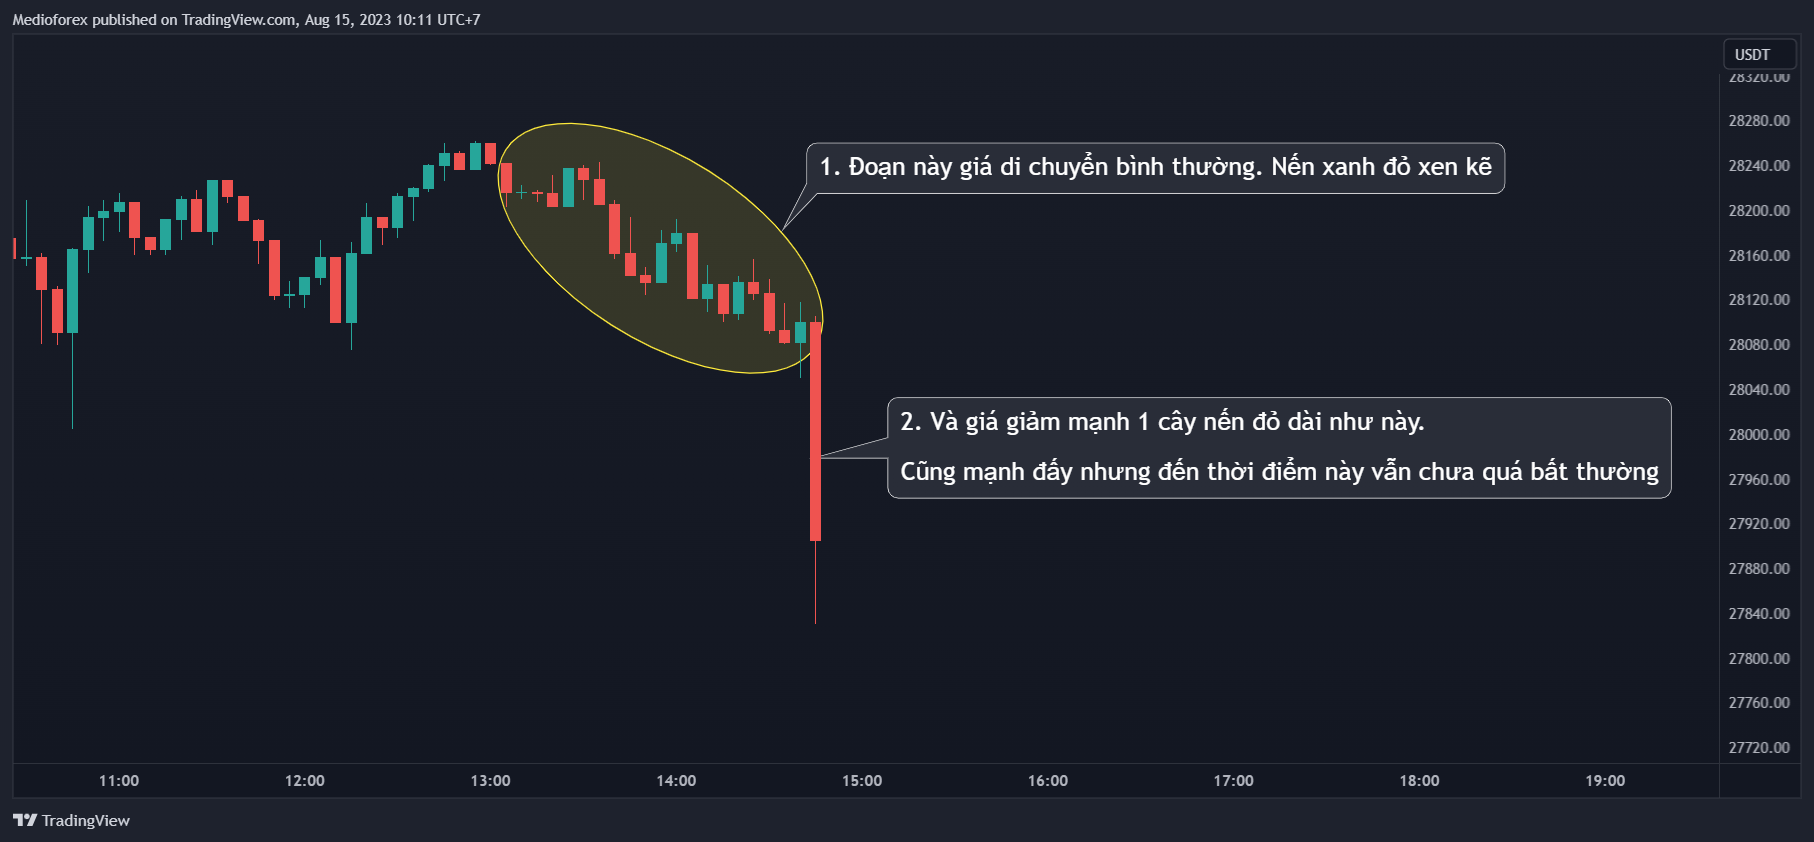 Medioforex published on TradingView.com, Aug 15, 2023 10:11 UTC+7
USDT
28320.00
28280.00
1. Đoạn này giá di chuyển bình thường. Nến xanh đỏ xen kẽ
28240.00
28200.00
28160.00
28120.00
28080.00
28040.00
2. Và giá giảm mạnh 1 cây nến đỏ dài như này.
28000.00
Cũng mạnh đấy nhưng đến thời điểm này vẫn chưa quá bất thường
27960.00
27920.00
27880.00
27840.00
27800.00
27760.00
27720.00
11:00 12:00 13:00 14:00 15:00 16:00 17:00 18:00 19:00
TradingView